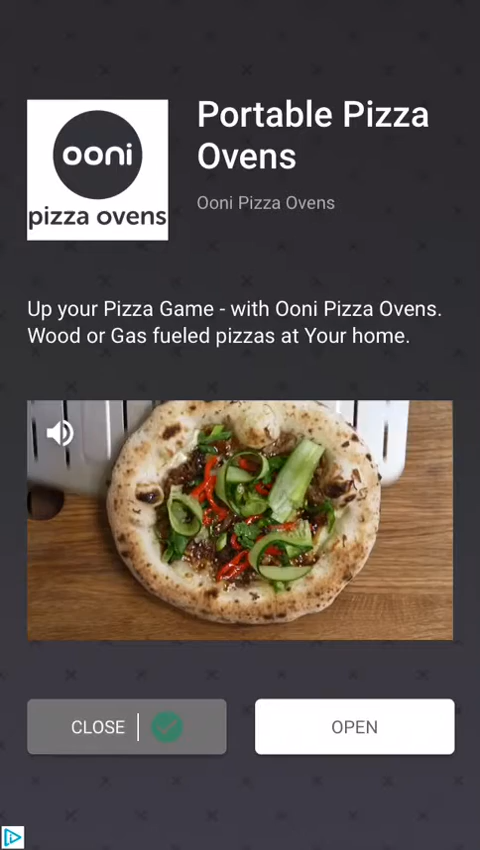 ooni
pizza ovens
Portable Pizza
Ovens
Ooni Pizza Ovens
Up your Pizza Game - with Ooni Pizza Ovens.
Wood or Gas fueled pizzas at Your home.
CLOSE
OPEN